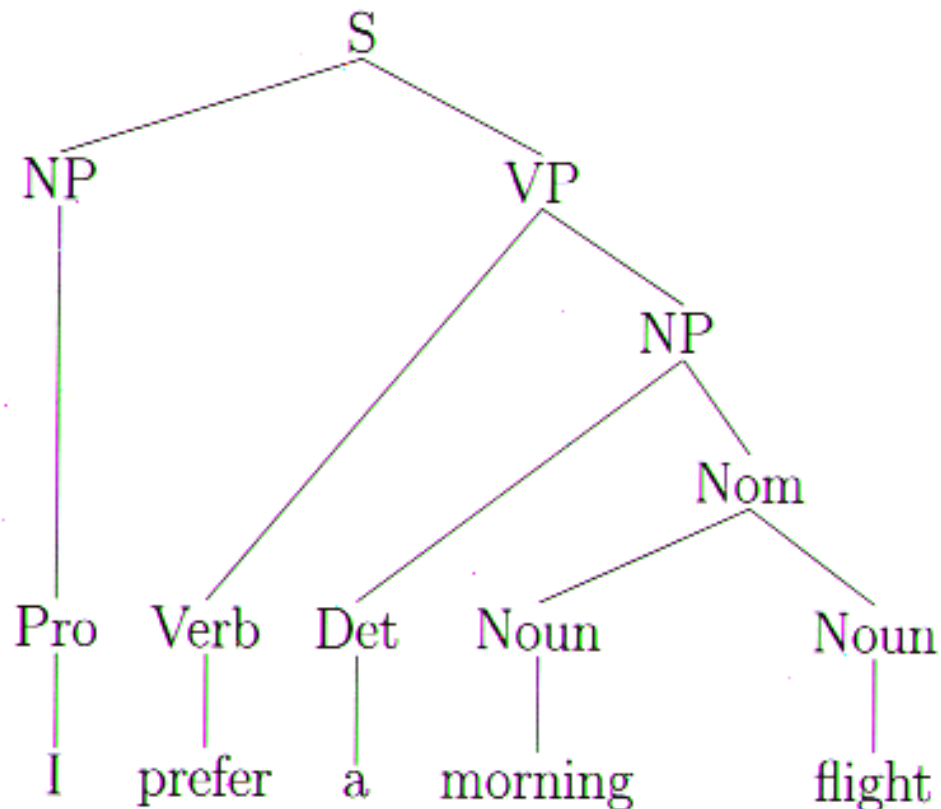 S
NP VP
NP
Nom
Pro Verb Det Noun Noun
I prefer a morning flight